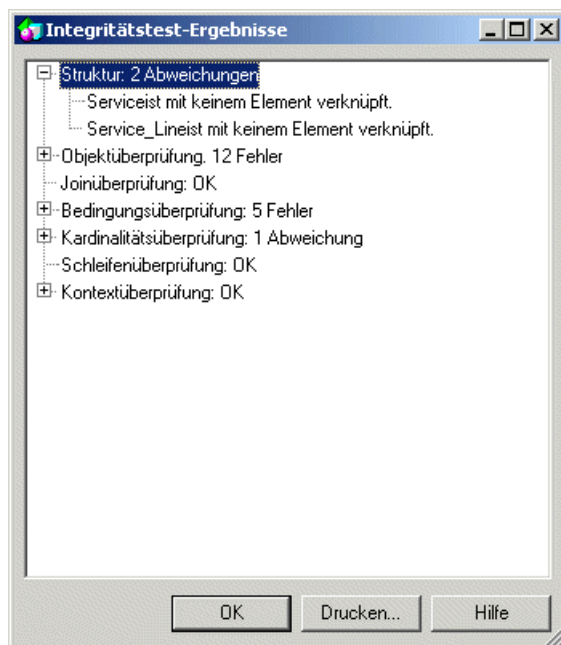 Integritätstest-Ergebnisse
Struktur: 2 Abweichungen
Serviceist mit keinem Element verknüpft.
Service_Lineist mit keinem Element verknüpft.
Objektüberprüfung. 12 Fehler
Joinüberprüfung: OK
Bedingungsüberprüfung: 5 Fehler
Kardinalitätsüberprüfung: 1 Abweichung
Schleifenüberprüfung: OK
Kontextüberprüfung: OK
OK Drucken... Hilfe